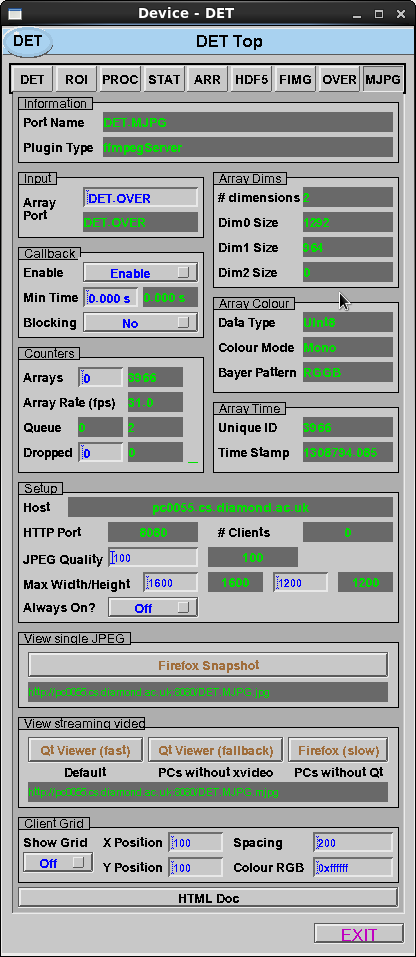 Device - DET
DET DET Top
DET ROI PROC STAT ARR HDF5 FIMG OVER MJPG
Information
Port Name DET.MJPG
Plugin Type ffmpegServer
Input
Array Port DET.OVER
DET.OVER
Callback
Enable Enable
Min Time 0.000 s 0.000 s
Blocking No
Counters
Arrays 0 3966
Array Rate (fps) 31.0
Queue 0 2
Dropped 0 0
Array Dims
# dimensions 2
Dim0 Size 1292
Dim1 Size 964
Dim2 Size 0
Array Colour
Data Type UInt8
Colour Mode Mono
Bayer Pattern RGGB
Array Time
Unique ID 3966
Time Stamp 1308794.085
Setup
Host pc0055.cs.diamond.ac.uk
HTTP Port 8080 # Clients 0
JPEG Quality 100 100
Max Width/Height 1600 1600 1200 1200
Always On? Off
View single JPEG
Firefox Snapshot
http://pc0055.cs.diamond.ac.uk:8080/DET.MJPG.jpg
View streaming video
Qt Viewer (fast) Qt Viewer (fallback) Firefox (slow)
Default PCs without xvideo PCs without Qt
http://pc0055.cs.diamond.ac.uk:8080/DET.MJPG.mjpg
Client Grid
Show Grid X Position 100 Spacing 200
Off Y Position 100 Colour RGB 0xffffff
HTML Doc
EXIT